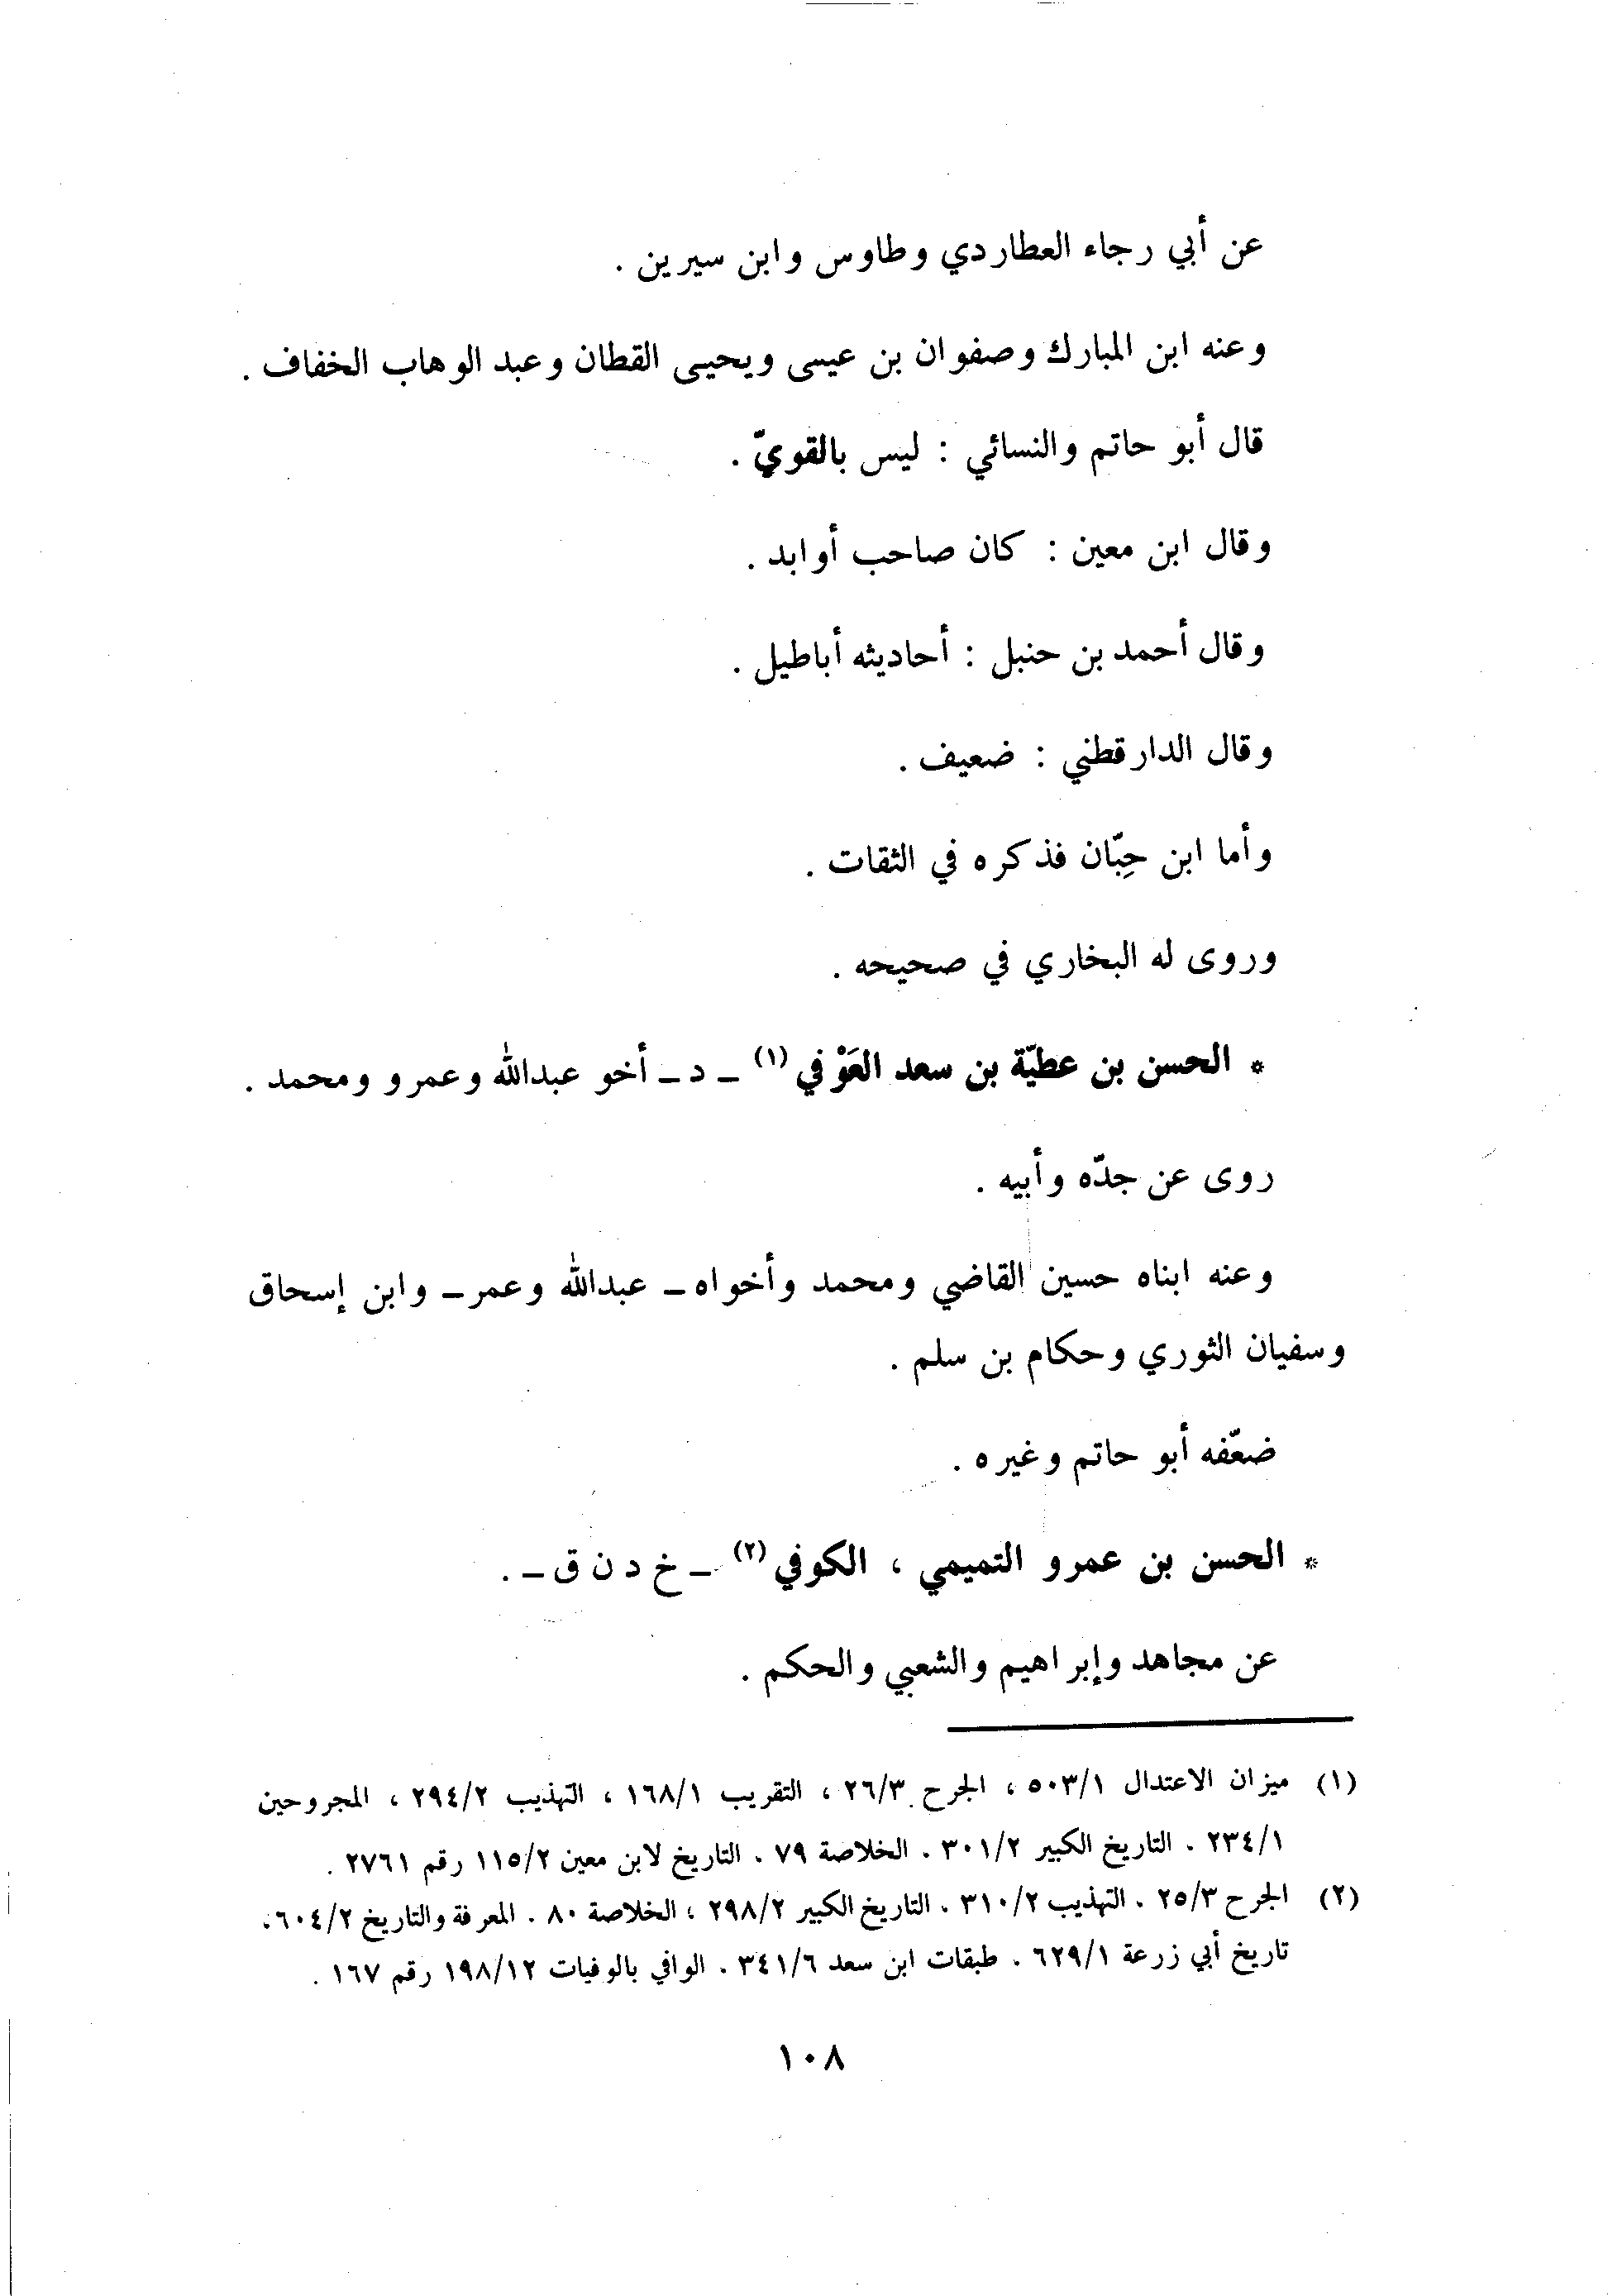 عن أبي رجاء العطاردي وطاوس وابن سيرين .
وعنه ابن المبارك وصفوان بن عيسى ويحيى القطان وعبد الوهاب الخفاف .
قال أبو حاتم والنسائي : ليس بالقويّ .
وقال ابن معين : كان صاحب أوابد .
وقال أحمد بن حنبل : أحاديثه أباطيل .
وقال الدارقطني : ضعيف .
وأما ابن حِبّان فذكره في الثقات .
وروى له البخاري في صحيحه .
* الحسن بن عطيّة بن سعد العَوْفي (١) ـ د ـ أخو عبدالله وعمرو ومحمد .
روى عن جدّه وأبيه .
وعنه ابناه حسين القاضي ومحمد وأخواه ـ عبدالله وعمر ـ وابن إسحاق
وسفيان الثوري وحكام بن سلم .
ضعّفه أبو حاتم وغيره .
* الحسن بن عمرو التميمي ، الكوفي (٢) ـ خ د ن ق ـ .
عن مجاهد وإبراهيم والشعبي والحكم .
(١) ميزان الاعتدال ٥٠٣/١ ، الجرح ٢٦/٣ ، التقريب ١٦٨/١ ، التهذيب ٢٩٤/٢ ، المجروحين
٢٣٤/١ . التاريخ الكبير ٣٠١/٢ . الخلاصة ٧٩ . التاريخ لابن معين ١١٥/٢ رقم ٢٧٦١ .
(٢) الجرح ٢٥/٣ . التهذيب ٣١٠/٢ . التاريخ الكبير ٢٩٨/٢ ، الخلاصة ٨٠ . المعرفة والتاريخ ٦٠٤/٢ ،
تاريخ أبي زرعة ٦٢٩/١ . طبقات ابن سعد ٣٤١/٦ . الوافي بالوفيات ١٩٨/١٢ رقم ١٦٧ .
١٠٨